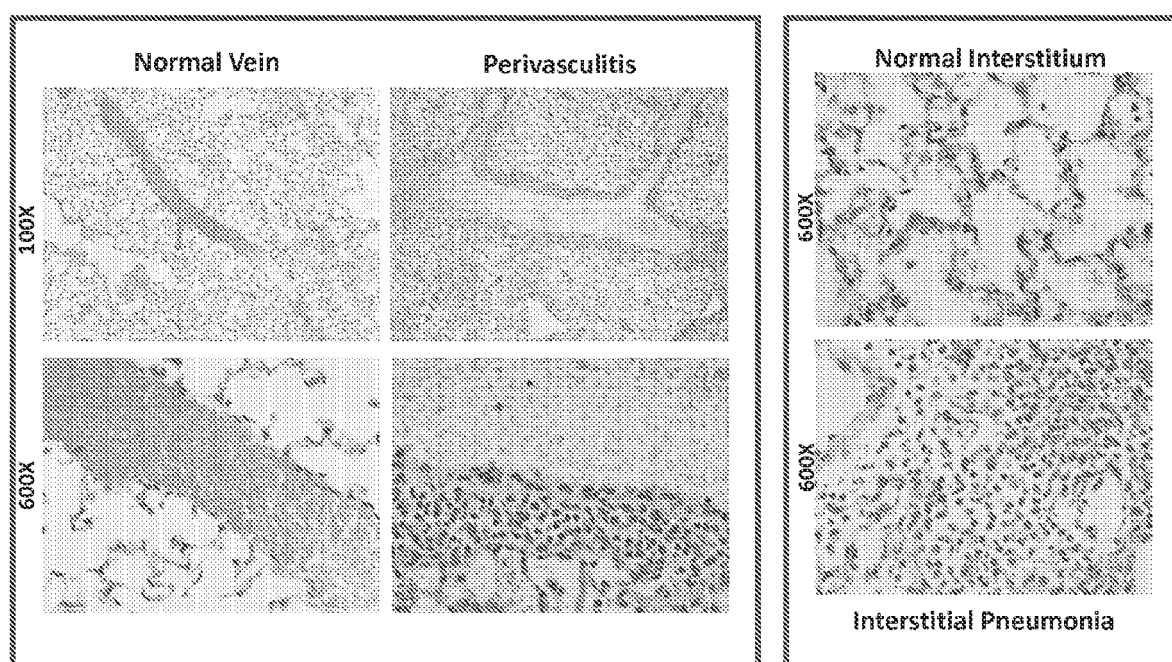 Normal Vein
Perivasculitis
100X
600X
Normal Interstitium
600X
600X
Interstitial Pneumonia